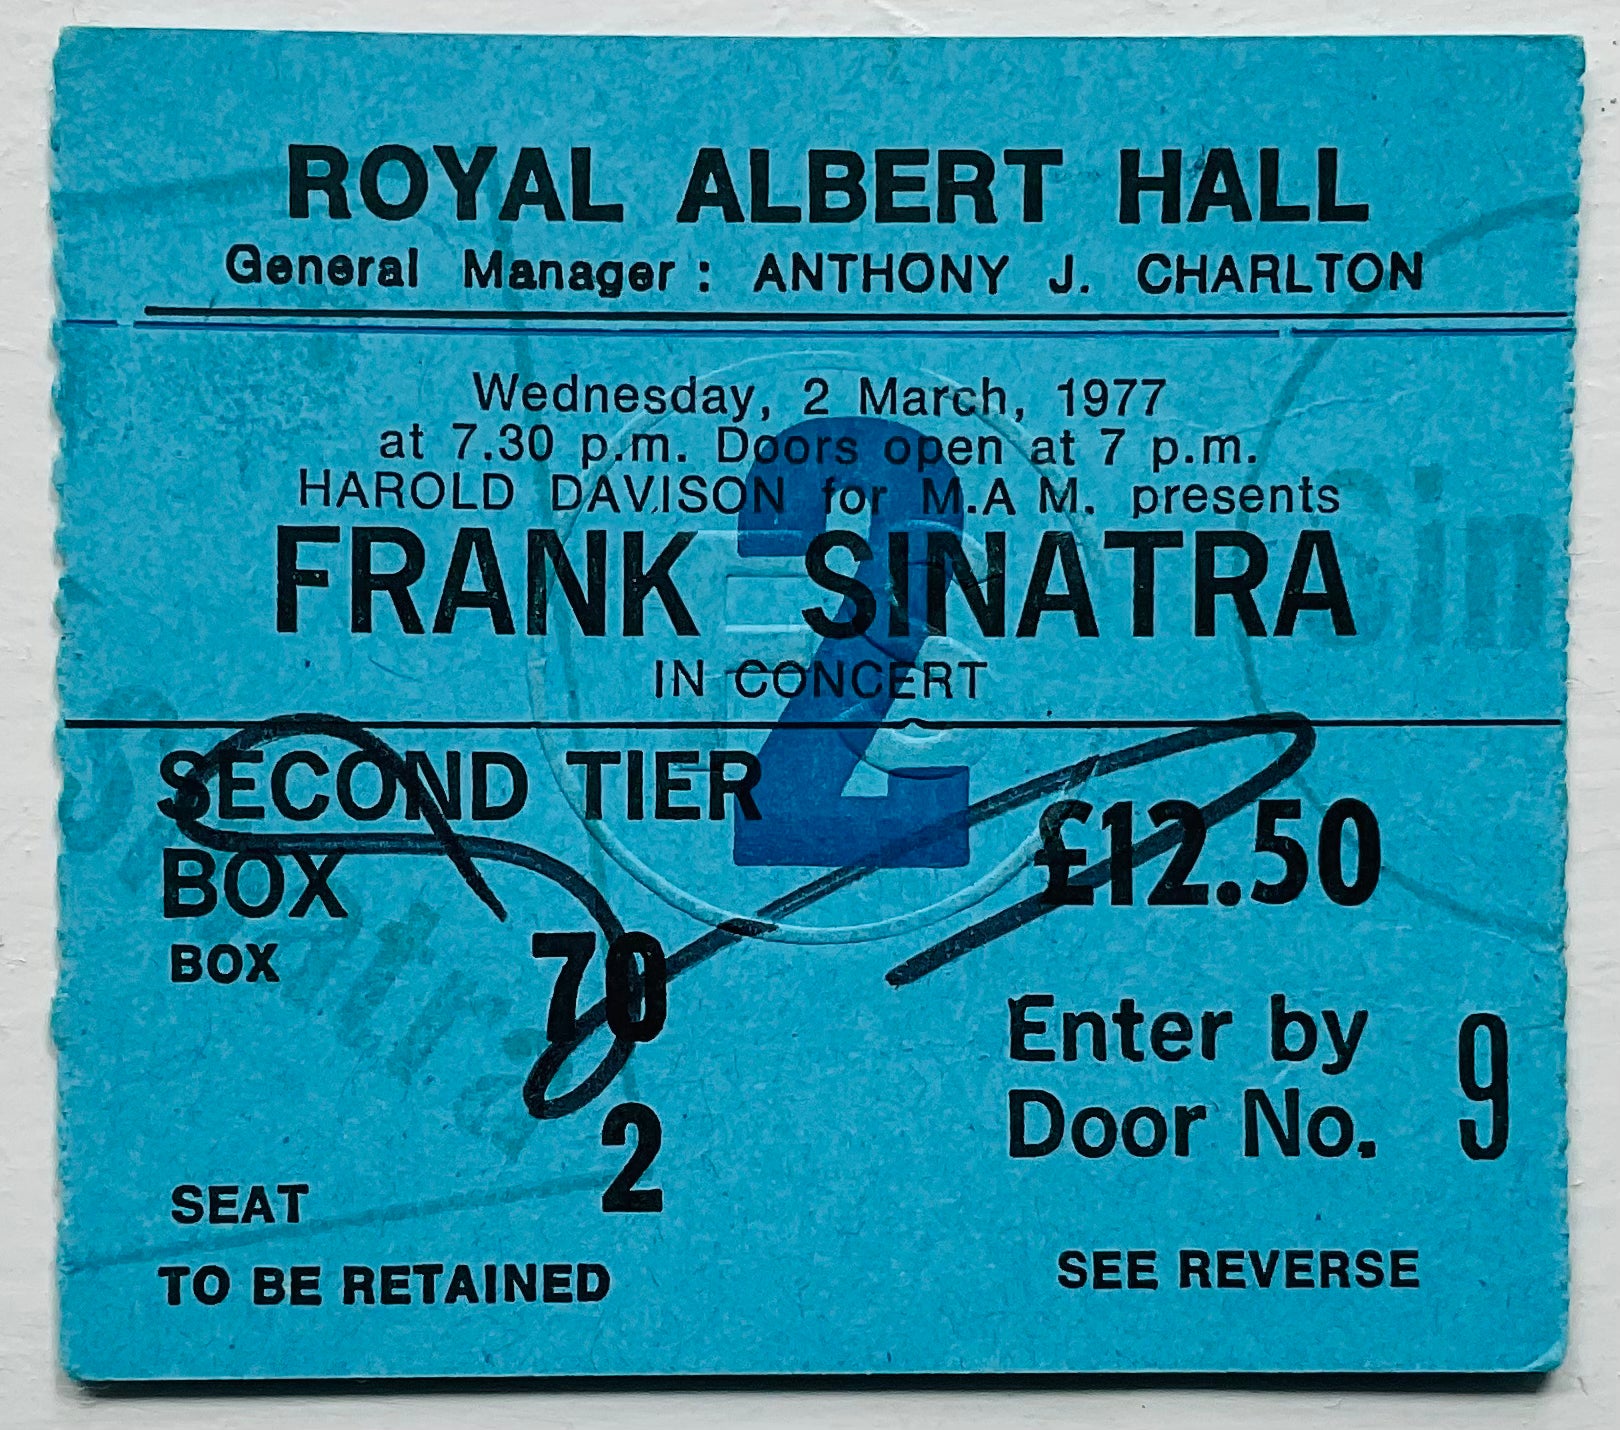 ROYAL ALBERT HALL
General Manager : ANTHONY J. CHARLTON
Wednesday, 2 March, 1977
at 7.30 p.m. Doors open at 7 p.m.
HAROLD DAVISON for M.A M. presents
FRANK SINATRA
IN CONCERT
2
SECOND TIER
BOX
£12.50
BOX 70
Enter by
Door No. 9
SEAT 2
TO BE RETAINED
SEE REVERSE